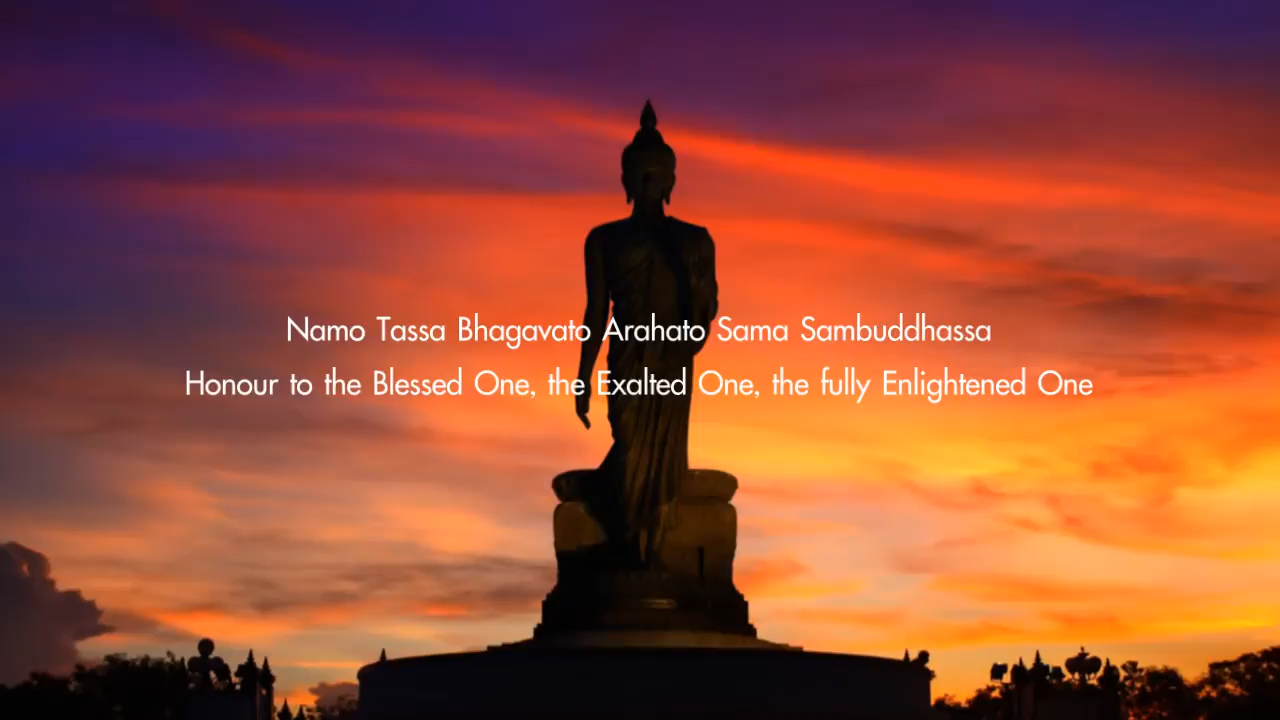 Namo Tassa Bhagavato Arahato Sama Sambuddhassa
Honour to the Blessed One, the Exalted One, the fully Enlightened One